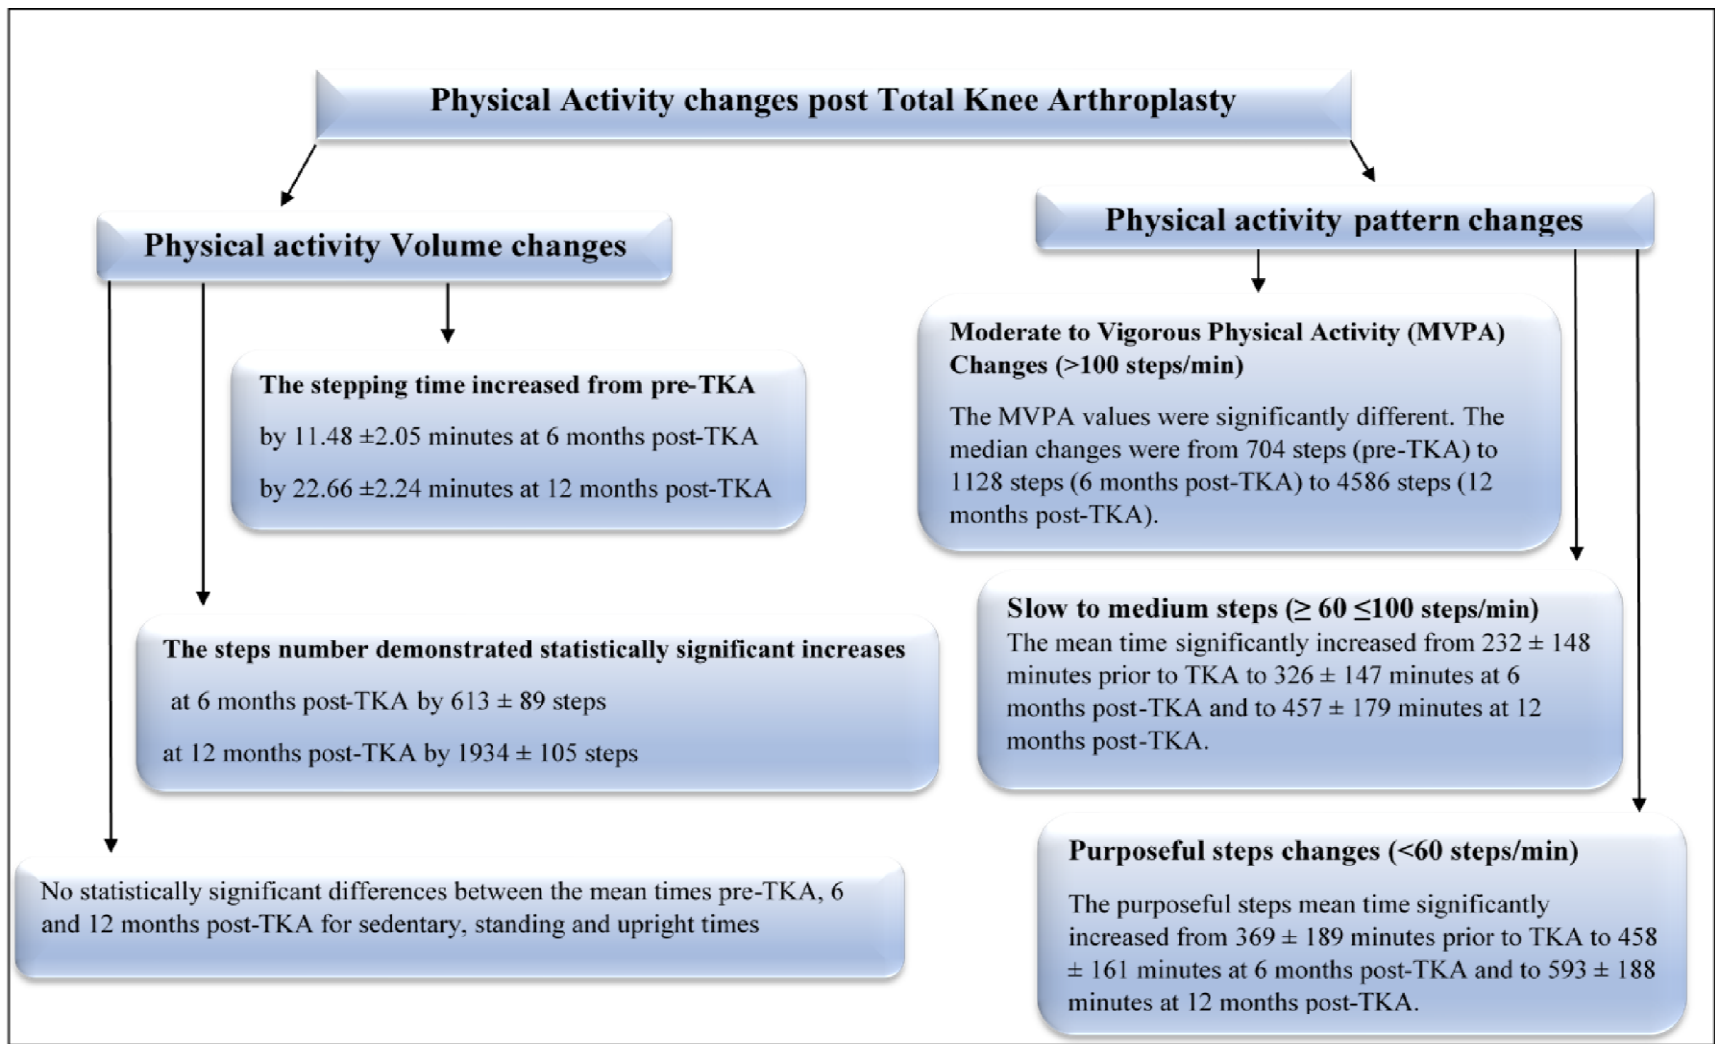 Physical Activity changes post Total Knee Arthroplasty
Physical activity Volume changes
The stepping time increased from pre-TKA
by 11.48 ±2.05 minutes at 6 months post-TKA
by 22.66 ±2.24 minutes at 12 months post-TKA
The steps number demonstrated statistically significant increases
at 6 months post-TKA by 613 ± 89 steps
at 12 months post-TKA by 1934 ± 105 steps
No statistically significant differences between the mean times pre-TKA, 6
and 12 months post-TKA for sedentary, standing and upright times
Physical activity pattern changes
Moderate to Vigorous Physical Activity (MVPA)
Changes (>100 steps/min)
The MVPA values were significantly different. The
median changes were from 704 steps (pre-TKA) to
1128 steps (6 months post-TKA) to 4586 steps (12
months post-TKA).
Slow to medium steps (≥ 60 ≤100 steps/min)
The mean time significantly increased from 232 ± 148
minutes prior to TKA to 326 ± 147 minutes at 6
months post-TKA and to 457 ± 179 minutes at 12
months post-TKA.
Purposeful steps changes (<60 steps/min)
The purposeful steps mean time significantly
increased from 369 ± 189 minutes prior to TKA to 458
± 161 minutes at 6 months post-TKA and to 593 ± 188
minutes at 12 months post-TKA.